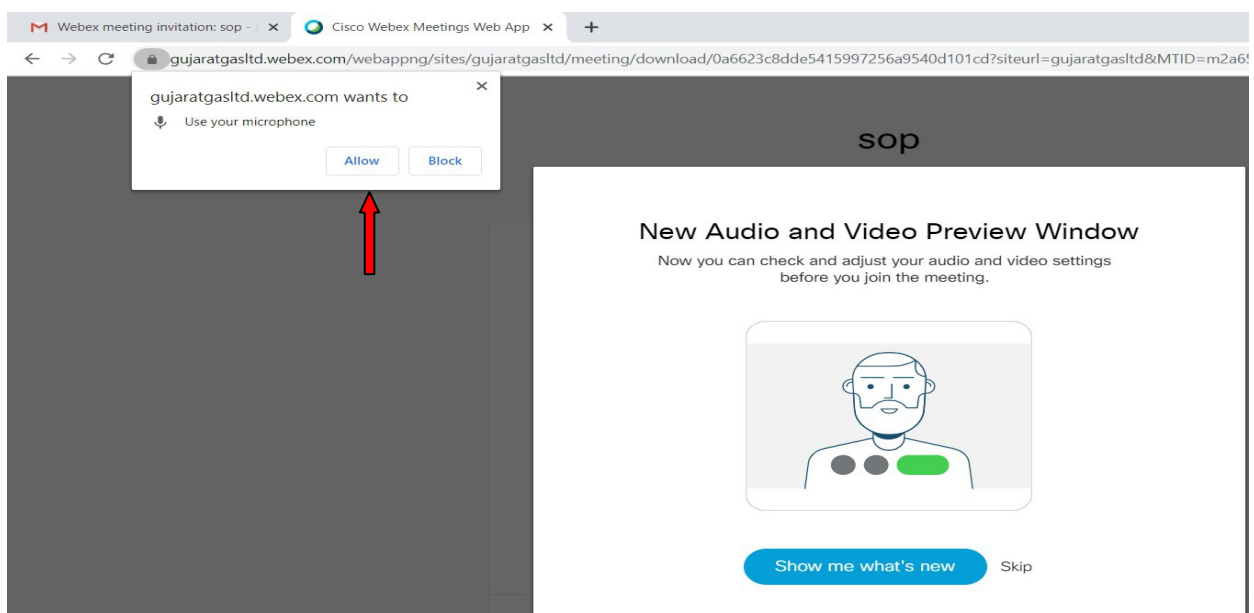 Webex meeting invitation: sop -
Cisco Webex Meetings Web App
gujaratgasltd.webex.com/webappng/sites/gujaratgasltd/meeting/download/0a6623c8dde5415997256a9540d101cd?siteurl=gujaratgasltd&MTID=m2a65
gujaratgasltd.webex.com wants to
Use your microphone
Allow Block
sop
New Audio and Video Preview Window
Now you can check and adjust your audio and video settings
before you join the meeting.
Show me what's new Skip